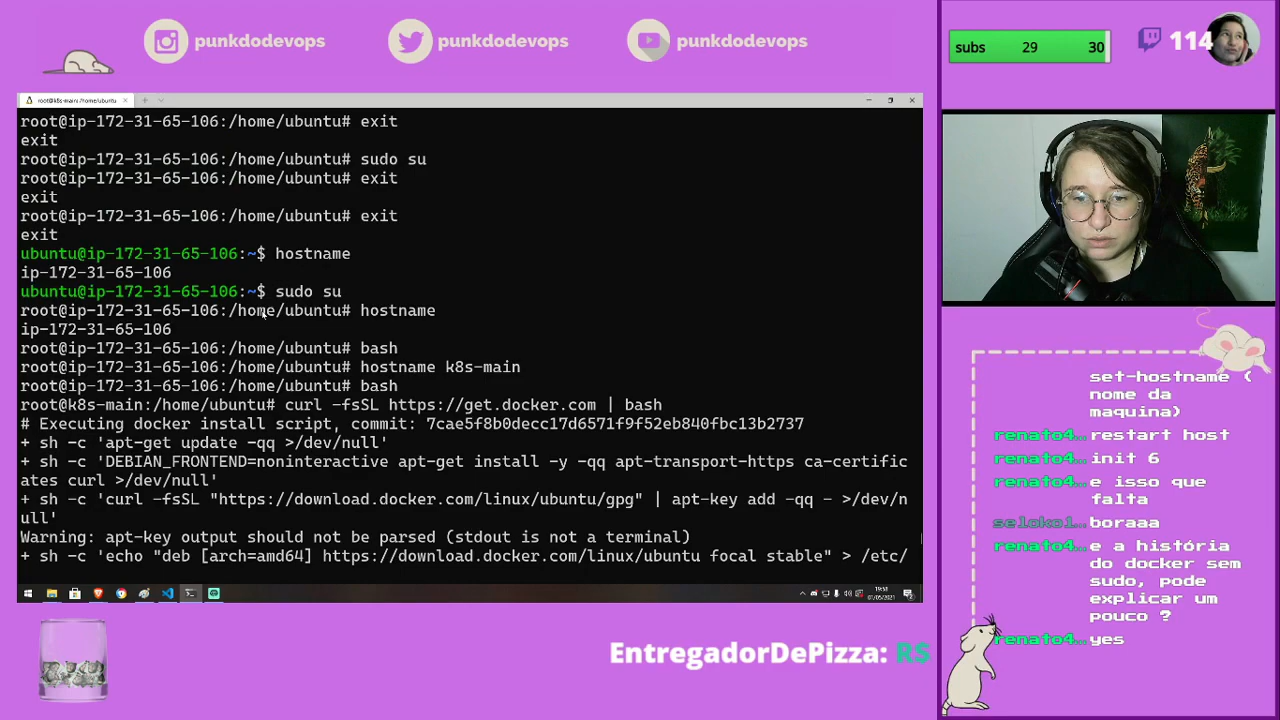 punkdodevops
punkdodevops
punkdodevops
subs 29 30
114
root@k8s-main:/home/ubuntu
root@ip-172-31-65-106:/home/ubuntu# exit
exit
root@ip-172-31-65-106:/home/ubuntu# sudo su
root@ip-172-31-65-106:/home/ubuntu# exit
exit
root@ip-172-31-65-106:/home/ubuntu# exit
exit
ubuntu@ip-172-31-65-106:~$ hostname
ip-172-31-65-106
ubuntu@ip-172-31-65-106:~$ sudo su
root@ip-172-31-65-106:/home/ubuntu# hostname
ip-172-31-65-106
root@ip-172-31-65-106:/home/ubuntu# bash
root@ip-172-31-65-106:/home/ubuntu# hostname k8s-main
root@ip-172-31-65-106:/home/ubuntu# bash
root@k8s-main:/home/ubuntu# curl -fsSL https://get.docker.com | bash
# Executing docker install script, commit: 7cae5f8b0decc17d6571f9f52eb840fbc13b2737
+ sh -c 'apt-get update -qq >/dev/null'
+ sh -c 'DEBIAN_FRONTEND=noninteractive apt-get install -y -qq apt-transport-https ca-certific
ates curl >/dev/null'
+ sh -c 'curl -fsSL "https://download.docker.com/linux/ubuntu/gpg" | apt-key add -qq - >/dev/n
ull'
Warning: apt-key output should not be parsed (stdout is not a terminal)
+ sh -c 'echo "deb [arch=amd64] https://download.docker.com/linux/ubuntu focal stable" > /etc/
19:51
01/05/2021
set-hostname (
nome da
maquina)
renato4… restart host
renato4… init 6
renato4… e isso que
falta
seloko1… boraaa
renato4… e a história
do docker sem
sudo, pode
explicar um
pouco ?
renato4… yes
EntregadorDePizza: R$